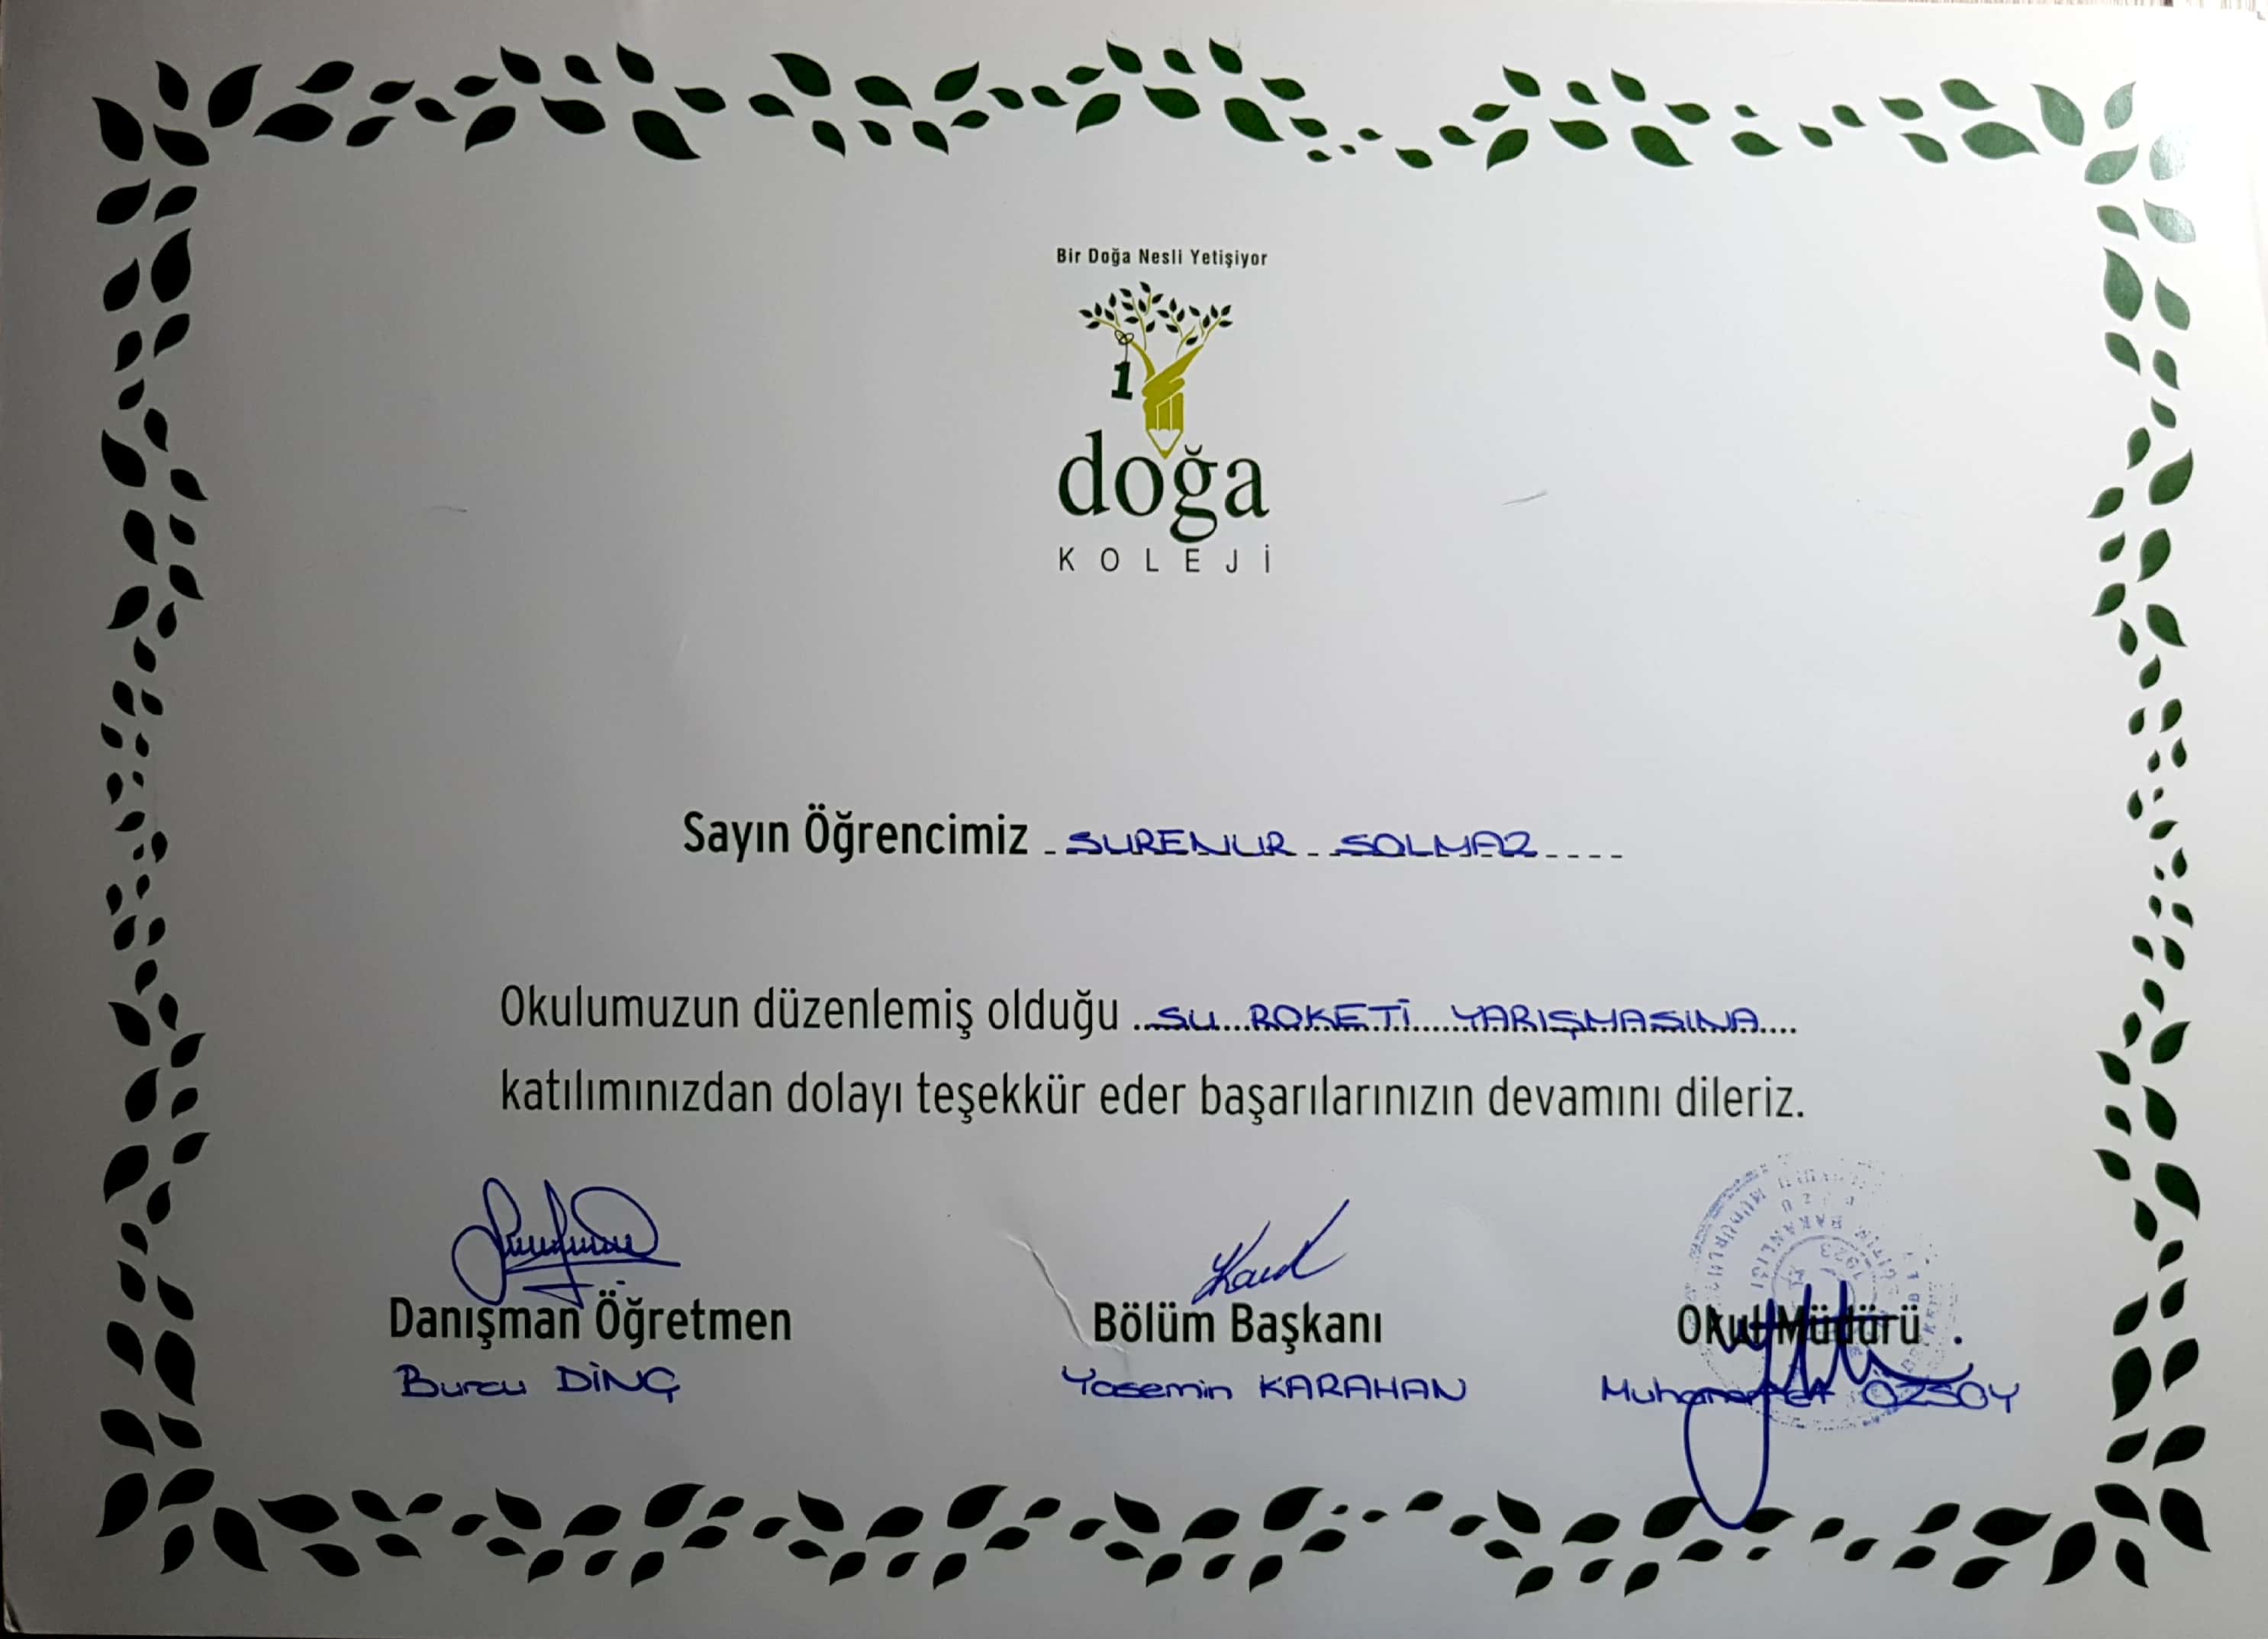 Bir Doğa Nesli Yetişiyor
1
doğa
KOLEJİ
Sayın Öğrencimiz SURENUR SOLMAZ
Okulumuzun düzenlemiş olduğu SU ROKETİ YARIŞMASINA
katılımınızdan dolayı teşekkür eder başarılarınızın devamını dileriz.
Danışman Öğretmen Bölüm Başkanı Okul Müdürü
Burcu DİNÇ Yasemin KARAHAN Muhammet ÖZSOY
1923